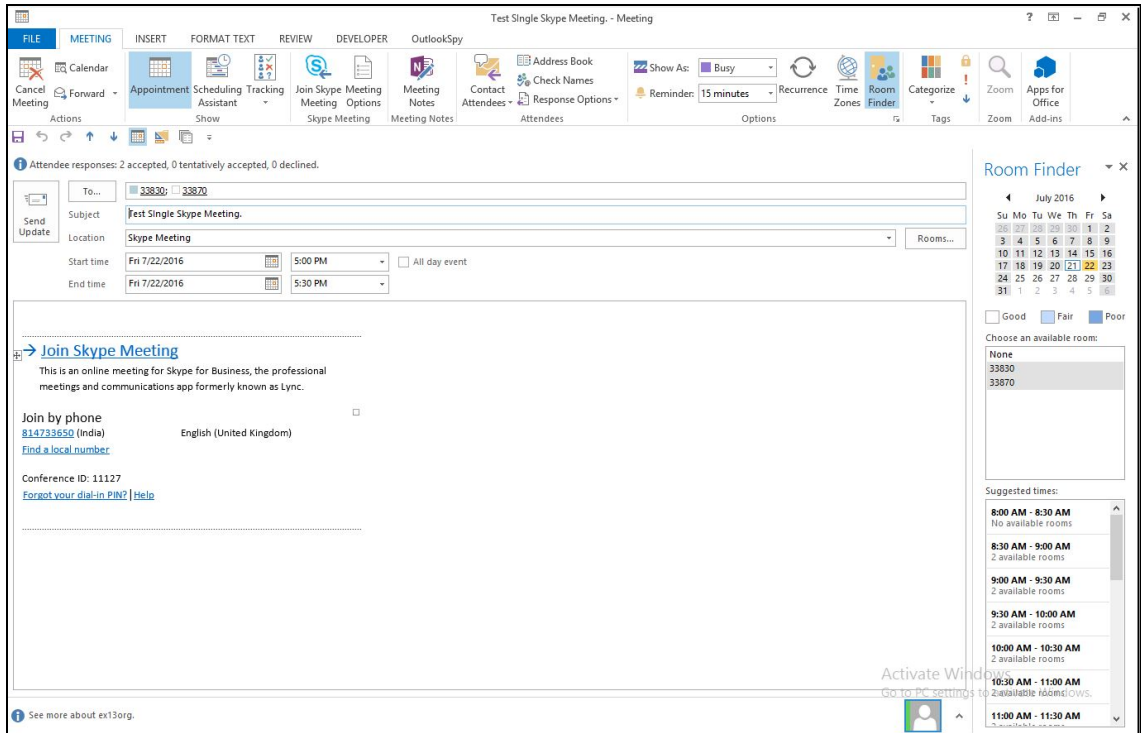 Test SIngle Skype Meeting. - Meeting
FILE MEETING INSERT FORMAT TEXT REVIEW DEVELOPER OutlookSpy
Cancel Meeting
Calendar
Forward
Actions
Appointment
Scheduling Assistant
Tracking
Show
Join Skype Meeting
Meeting Options
Skype Meeting
Meeting Notes
Meeting Notes
Contact Attendees
Address Book
Check Names
Response Options
Attendees
Show As: Busy
Reminder: 15 minutes
Recurrence
Time Zones
Room Finder
Options
Categorize
Tags
Zoom
Zoom
Apps for Office
Add-ins
Attendee responses: 2 accepted, 0 tentatively accepted, 0 declined.
Send Update
To... 33830; 33870
Subject Test SIngle Skype Meeting.
Location Skype Meeting Rooms...
Start time Fri 7/22/2016 5:00 PM All day event
End time Fri 7/22/2016 5:30 PM
Join Skype Meeting
This is an online meeting for Skype for Business, the professional
meetings and communications app formerly known as Lync.
Join by phone
814733650 (India) English (United Kingdom)
Find a local number
Conference ID: 11127
Forgot your dial-in PIN? | Help
Room Finder
July 2016
Su Mo Tu We Th Fr Sa
26 27 28 29 30 1 2
3 4 5 6 7 8 9
10 11 12 13 14 15 16
17 18 19 20 21 22 23
24 25 26 27 28 29 30
31 1 2 3 4 5 6
Good Fair Poor
Choose an available room:
None
33830
33870
Suggested times:
8:00 AM - 8:30 AM
No available rooms
8:30 AM - 9:00 AM
2 available rooms
9:00 AM - 9:30 AM
2 available rooms
9:30 AM - 10:00 AM
2 available rooms
10:00 AM - 10:30 AM
2 available rooms
10:30 AM - 11:00 AM
2 available rooms
11:00 AM - 11:30 AM
Activate Windows
Go to PC settings to
See more about ex13org.